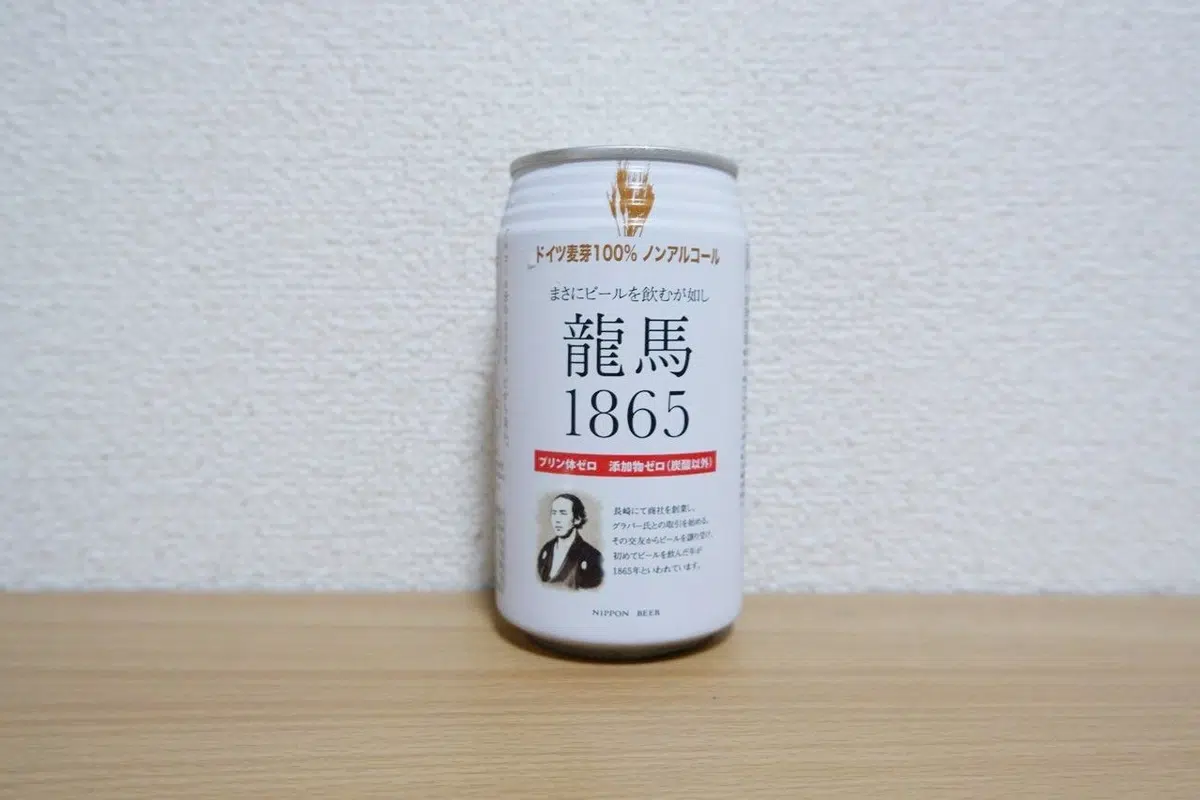 ドイツ麦芽100% ノンアルコール
まさにビールを飲むが如し
龍馬
1865
プリン体ゼロ 添加物ゼロ(炭酸以外)
長崎にて商社を創業し、
グラバー氏との取引を始める。
その交友からビールを譲り受け、
初めてビールを飲んだ年が
1865年といわれています。
NIPPON BEER